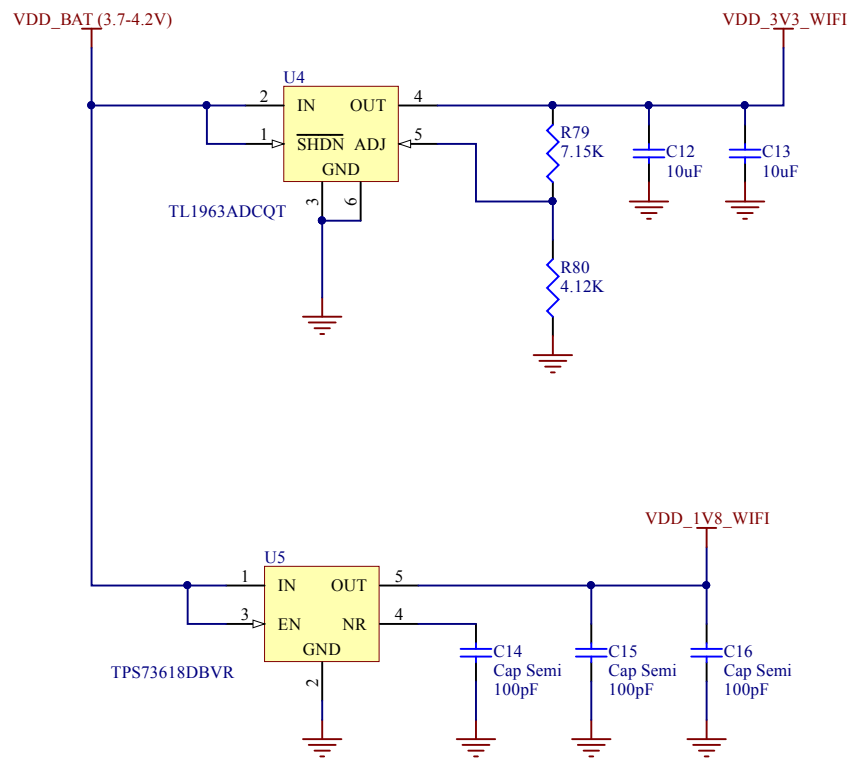 VDD_BAT (3.7-4.2V)
VDD_3V3_WIFI
U4
2
IN
OUT
4
1
SHDN
ADJ
5
GND
3
6
TL1963ADCQT
R79
7.15K
C12
10uF
C13
10uF
R80
4.12K
VDD_1V8_WIFI
U5
1
IN
OUT
5
3
EN
NR
4
GND
2
TPS73618DBVR
C14
Cap Semi
100pF
C15
Cap Semi
100pF
C16
Cap Semi
100pF